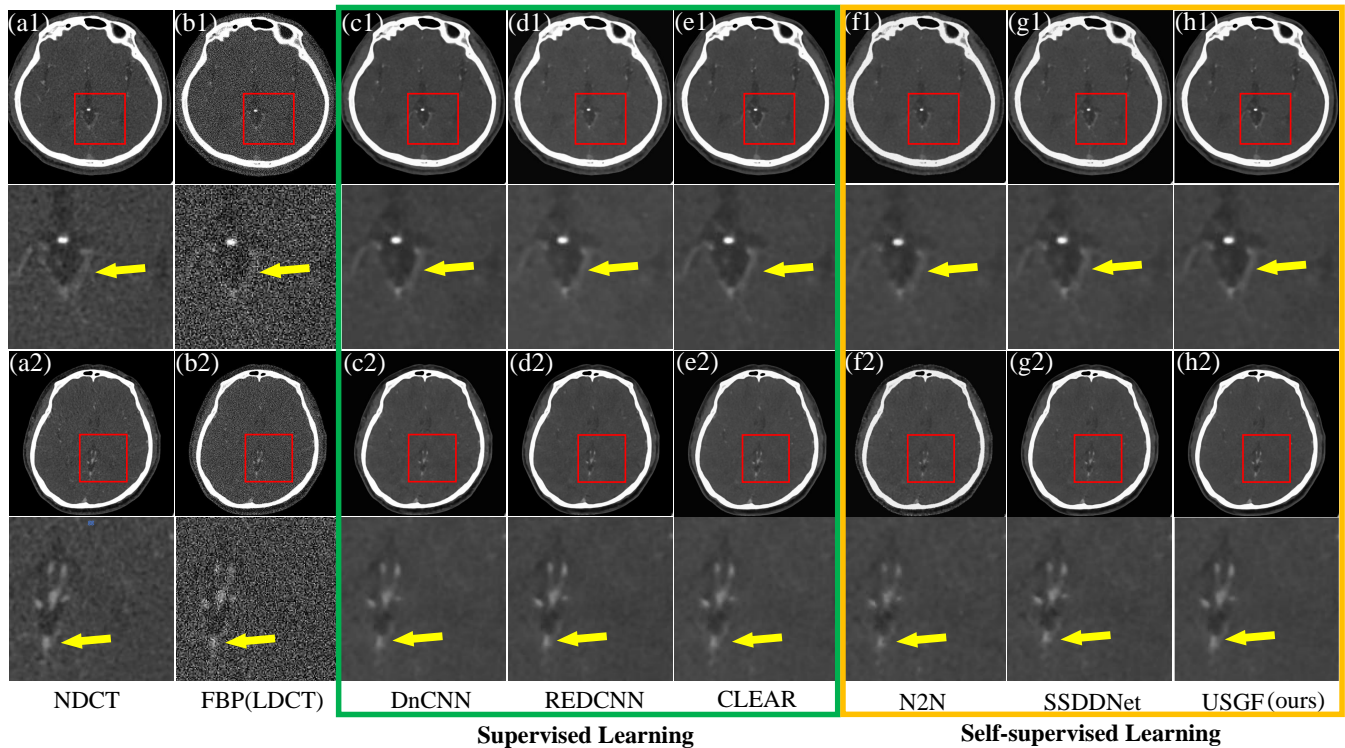 (a1) (b1) (c1) (d1) (e1) (f1) (g1) (h1)
(a2) (b2) (c2) (d2) (e2) (f2) (g2) (h2)
NDCT FBP(LDCT) DnCNN REDCNN CLEAR N2N SSDDNet USGF (ours)
Supervised Learning Self-supervised Learning